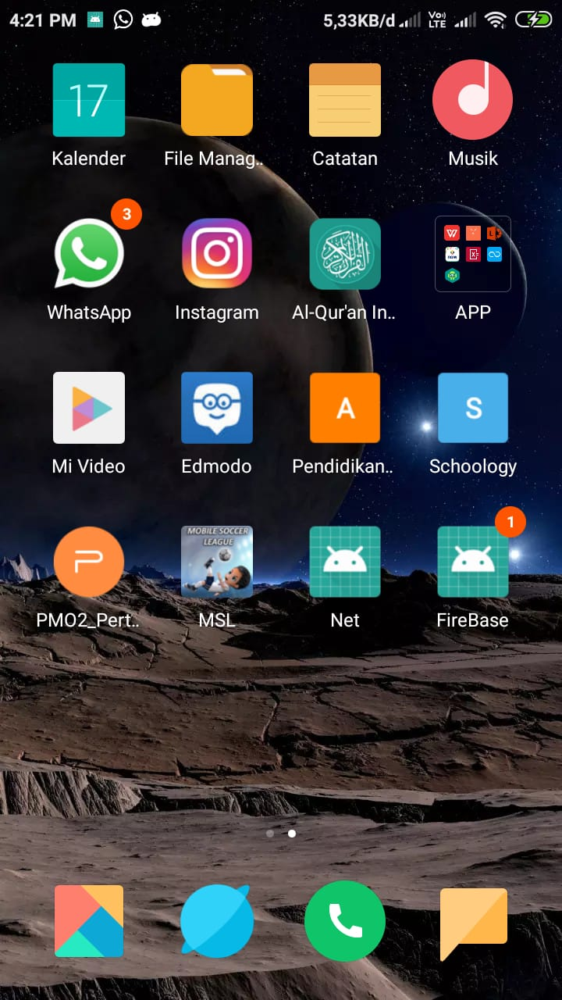 4:21 PM
5,33KB/d
Vo)) LTE
17
Kalender
File Manag..
Catatan
Musik
3
WhatsApp
Instagram
Al-Qur'an In..
APP
Mi Video
Edmodo
A
Pendidikan..
S
Schoology
1
P
PMO2_Pert..
MOBILE SOCCER
LEAGUE
MSL
Net
FireBase